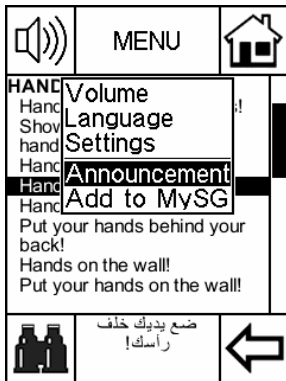 MENU
HAND
Volume
Language
Settings
Announcement
Add to MySG
Hand
!
Show
hand
Hand
Hand
Hand
Put your hands behind your
back!
Hands on the wall!
Put your hands on the wall!
ضع يديك خلف
رأسك!